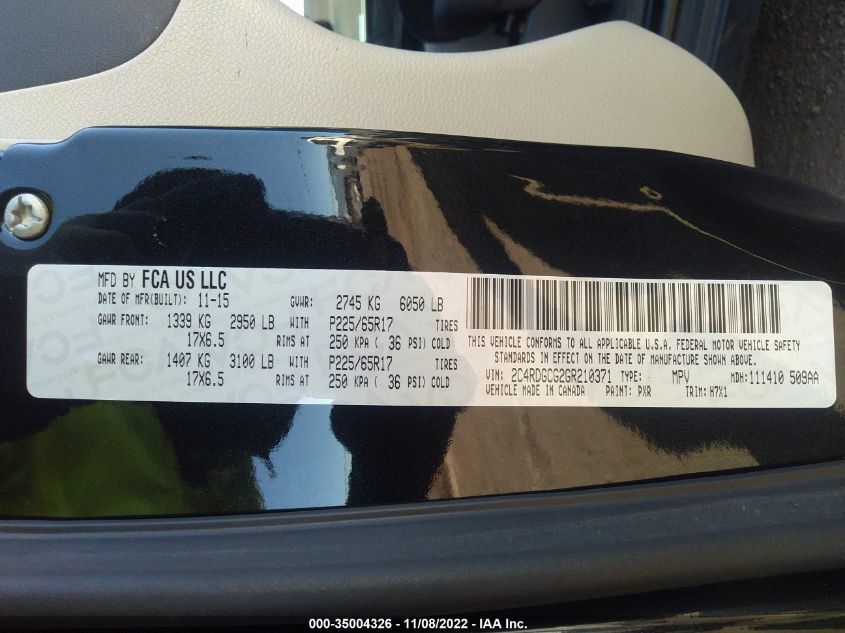 MFD BY FCA US LLC
DATE OF MFR(BUILT): 11-15 GVWR: 2745 KG 6050 LB
GAWR FRONT: 1339 KG 2950 LB WITH P225/65R17 TIRES
17X6.5 RIMS AT 250 KPA ( 36 PSI) COLD
GAWR REAR: 1407 KG 3100 LB WITH P225/65R17 TIRES
17X6.5 RIMS AT 250 KPA ( 36 PSI) COLD
THIS VEHICLE CONFORMS TO ALL APPLICABLE U.S.A. FEDERAL MOTOR VEHICLE SAFETY
STANDARDS IN EFFECT ON THE DATE OF MANUFACTURE SHOWN ABOVE.
VIN: 2C4RDGCG2GR210371 TYPE: MPV MDH: 111410 509AA
VEHICLE MADE IN CANADA PAINT: PXR TRIM: H7X1
000-35004326 - 11/08/2022 - IAA Inc.